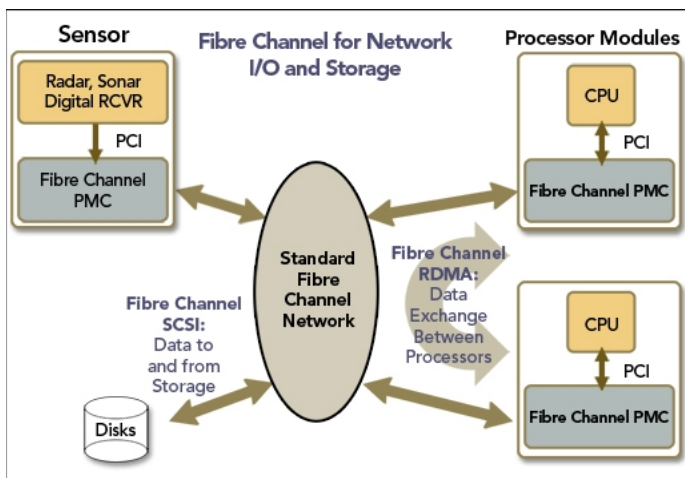 Sensor
Fibre Channel for Network
I/O and Storage
Processor Modules
Radar, Sonar
Digital RCVR
PCI
Fibre Channel
PMC
CPU
PCI
Fibre Channel PMC
Standard
Fibre
Channel
Network
Fibre Channel
RDMA:
Data
Exchange
Between
Processors
Fibre Channel
SCSI:
Data to
and from
Storage
Disks
CPU
PCI
Fibre Channel PMC